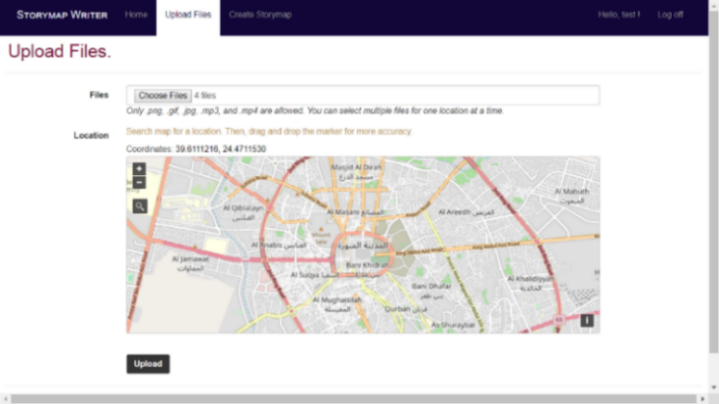 STORYMAP WRITER Home Upload Files Create Storymap Hello, test ! Log off
Upload Files.
Files Choose Files 4 files
Only .png, .gif, .jpg, .mp3, and .mp4 are allowed. You can select multiple files for one location at a time.
Location Search map for a location. Then, drag and drop the marker for more accuracy.
Coordinates: 39.6111216, 24.4711530
Masjid Al Dirah
مسجد الدرع
Al Mabuth
المبعوث
Al Qiblatayn
القبلتين
Al Masani المصانع
Al Areedh العريض
Al Anabis العنابس
المدينة المنورة
Al Jamawat
الجماوات
Bani Khidrah
Al Suqya السقيا
Al Khalidiyyah
الخالدية
Bani Dhafar
بني ظفر
Al Mughaisilah
المغيسلة
Qurban قربان
As Shuraybat
i
Upload